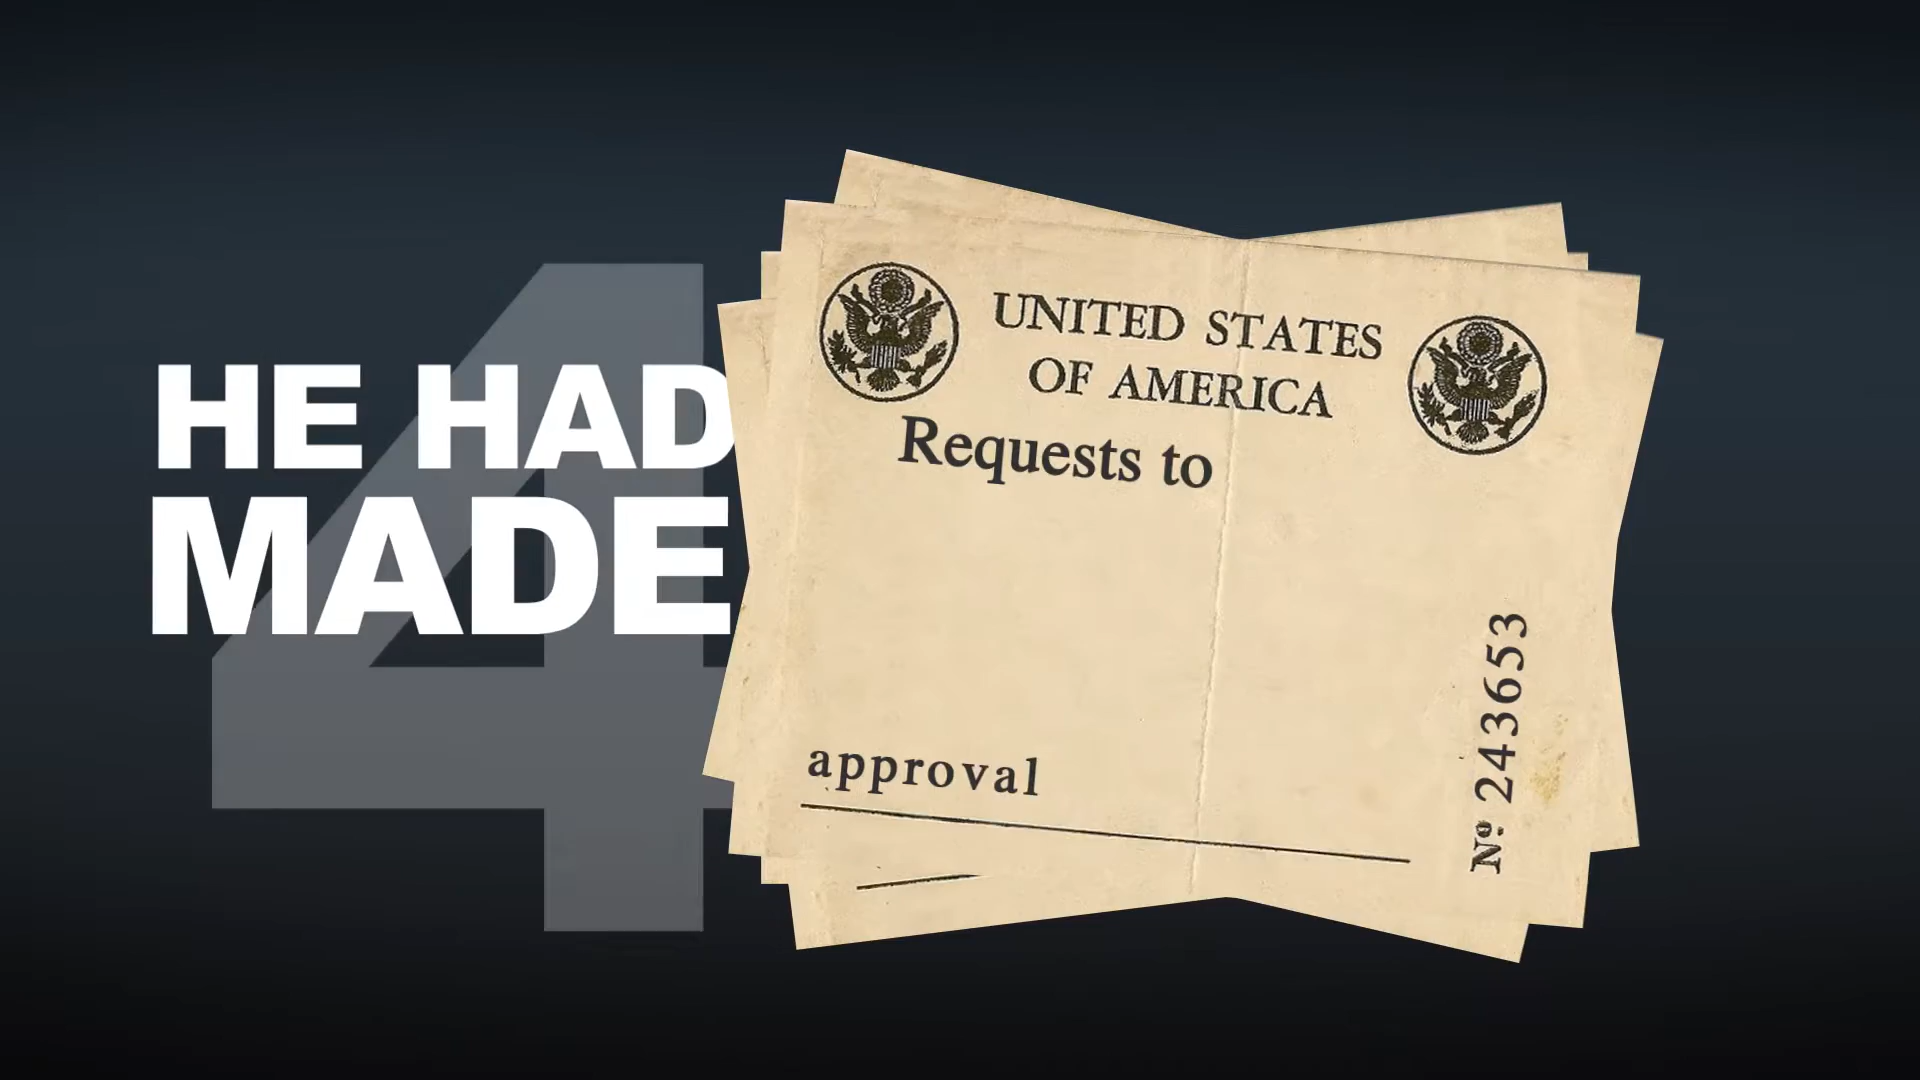 4
HE HAD
MADE
UNITED STATES
OF AMERICA
Requests to
approval
Nº 243653